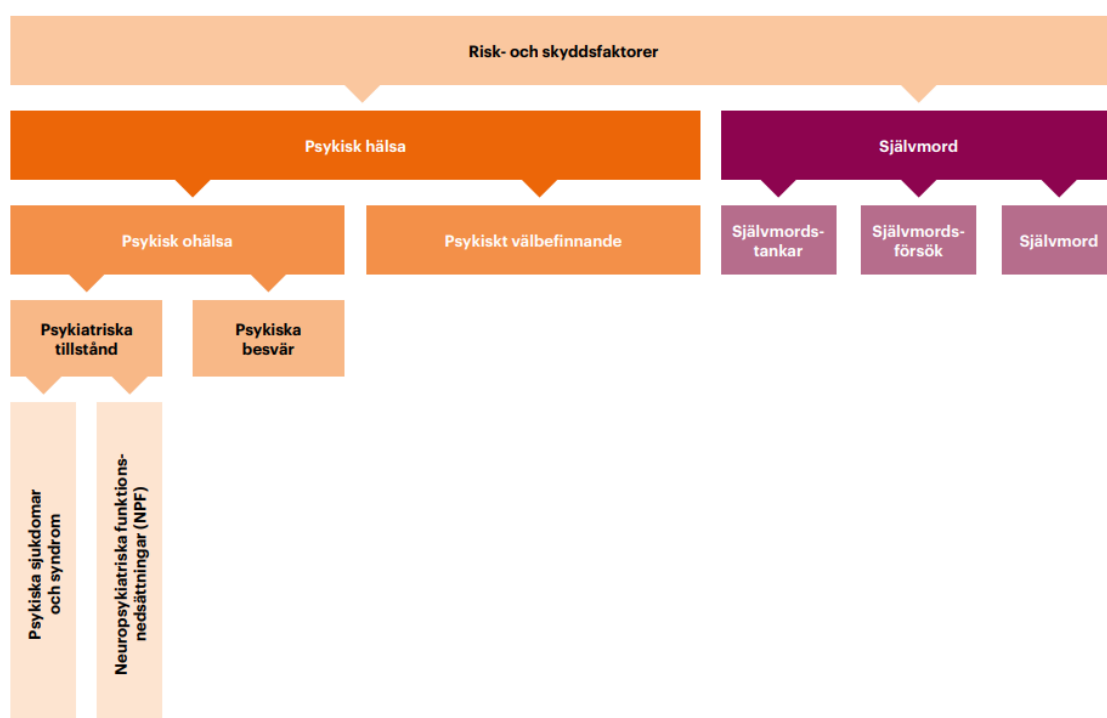 Risk- och skyddsfaktorer
Psykisk hälsa
Självmord
Psykisk ohälsa
Psykiskt välbefinnande
Självmords-
tankar
Självmords-
försök
Självmord
Psykiatriska
tillstånd
Psykiska
besvär
Psykiska sjukdomar
och syndrom
Neuropsykiatriska funktions-
nedsättningar (NPF)